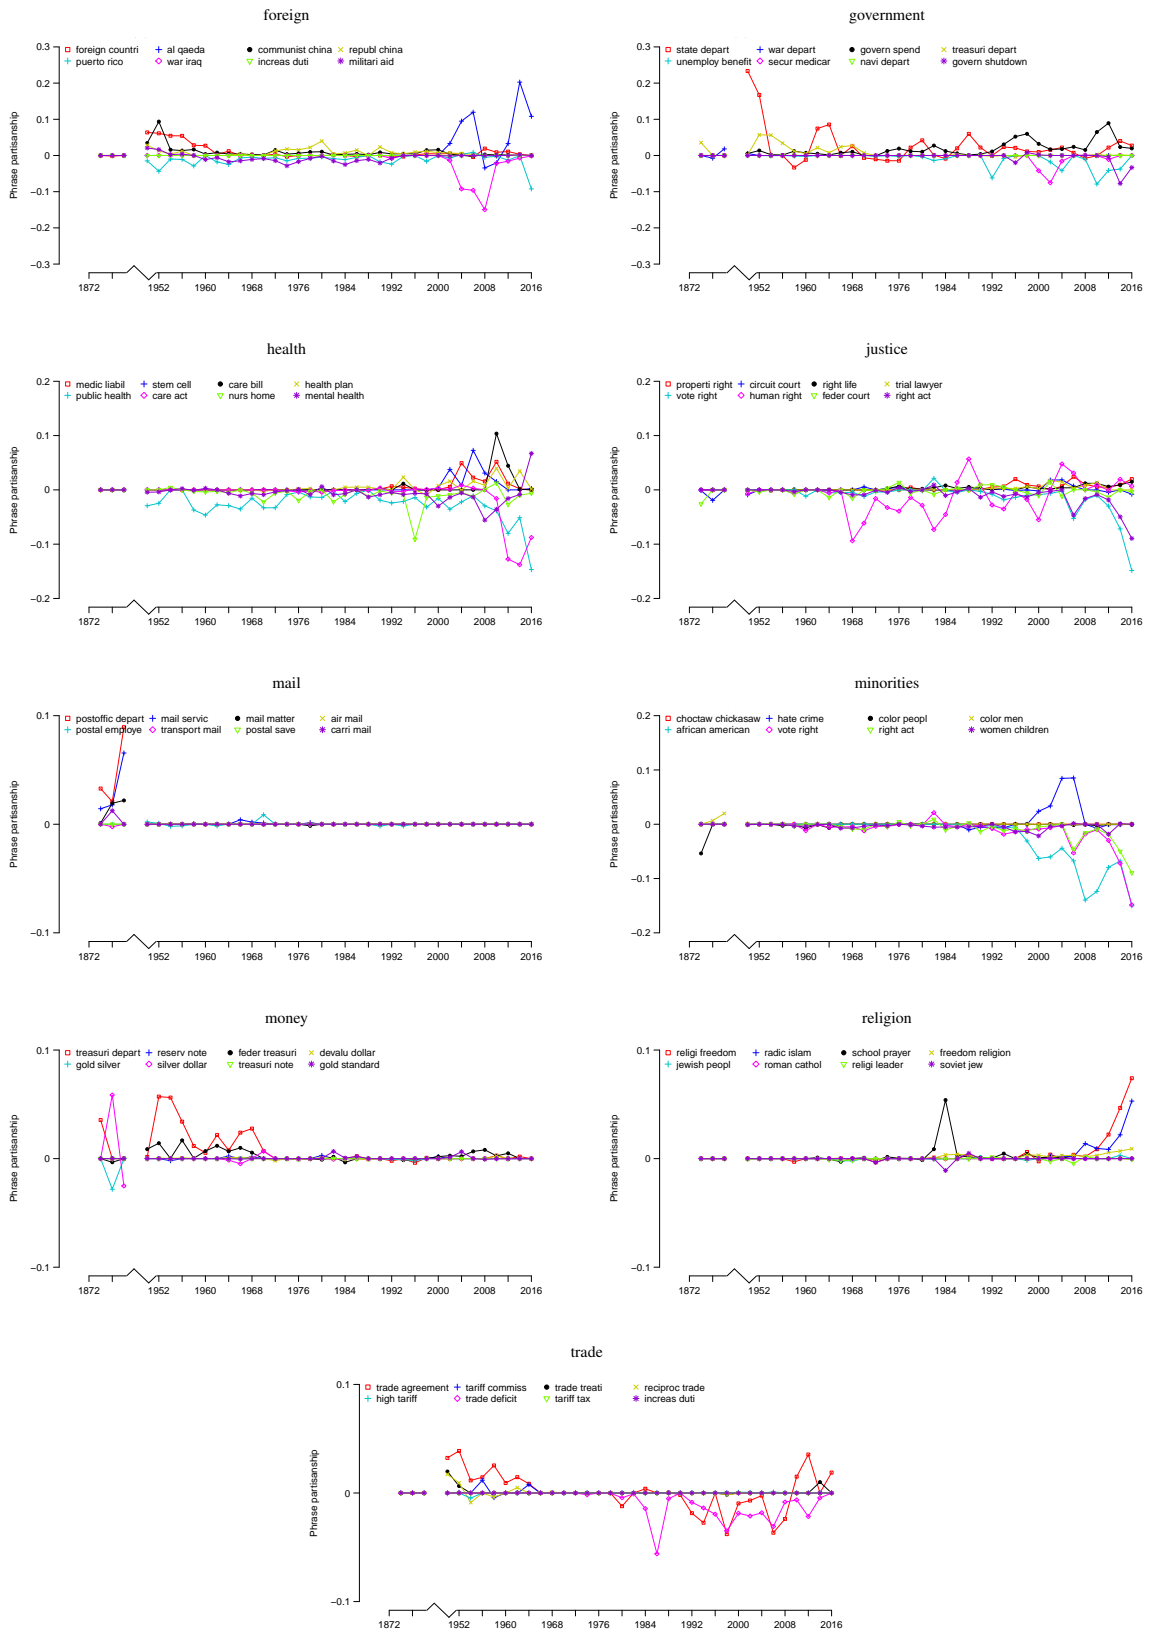 foreign
foreign countri al qaeda communist china republ china
puerto rico war iraq increas duti militari aid
Phrase partisanship
0.3
0.2
0.1
0
−0.1
−0.2
−0.3
1872 1952 1960 1968 1976 1984 1992 2000 2008 2016
government
state depart war depart govern spend treasuri depart
unemploy benefit secur medicar navi depart govern shutdown
Phrase partisanship
0.3
0.2
0.1
0
−0.1
−0.2
−0.3
1872 1952 1960 1968 1976 1984 1992 2000 2008 2016
health
medic liabil stem cell care bill health plan
public health care act nurs home mental health
Phrase partisanship
0.2
0.1
0
−0.1
−0.2
1872 1952 1960 1968 1976 1984 1992 2000 2008 2016
justice
properti right circuit court right life trial lawyer
vote right human right feder court right act
Phrase partisanship
0.2
0.1
0
−0.1
−0.2
1872 1952 1960 1968 1976 1984 1992 2000 2008 2016
mail
postoffic depart mail servic mail matter air mail
postal employe transport mail postal save carri mail
Phrase partisanship
0.1
0
−0.1
1872 1952 1960 1968 1976 1984 1992 2000 2008 2016
minorities
choctaw chickasaw hate crime color peopl color men
african american vote right right act women children
Phrase partisanship
0.2
0.1
0
−0.1
−0.2
1872 1952 1960 1968 1976 1984 1992 2000 2008 2016
money
treasuri depart reserv note feder treasuri devalu dollar
gold silver silver dollar treasuri note gold standard
Phrase partisanship
0.1
0
−0.1
1872 1952 1960 1968 1976 1984 1992 2000 2008 2016
religion
religi freedom radic islam school prayer freedom religion
jewish peopl roman cathol religi leader soviet jew
Phrase partisanship
0.1
0
−0.1
1872 1952 1960 1968 1976 1984 1992 2000 2008 2016
trade
trade agreement tariff commiss trade treati reciproc trade
high tariff trade deficit tariff tax increas duti
Phrase partisanship
0.1
0
−0.1
1872 1952 1960 1968 1976 1984 1992 2000 2008 2016